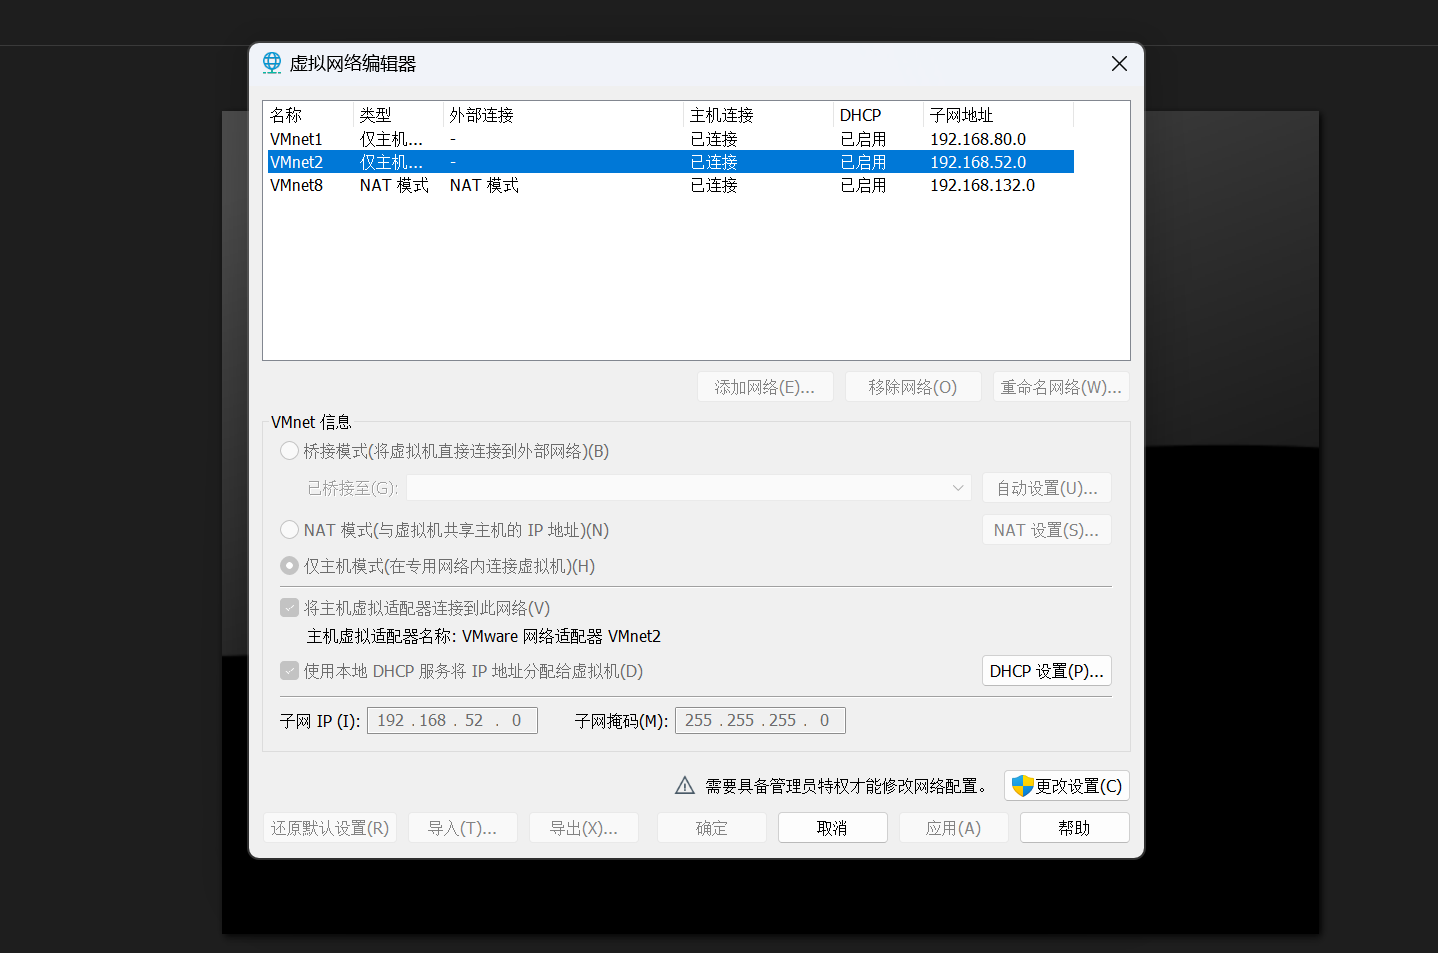 虚拟网络编辑器
名称 类型 外部连接 主机连接 DHCP 子网地址
VMnet1 仅主机... - 已连接 已启用 192.168.80.0
VMnet2 仅主机... - 已连接 已启用 192.168.52.0
VMnet8 NAT 模式 NAT 模式 已连接 已启用 192.168.132.0
添加网络(E)... 移除网络(O) 重命名网络(W)...
VMnet 信息
桥接模式(将虚拟机直接连接到外部网络)(B)
已桥接至(G): 自动设置(U)...
NAT 模式(与虚拟机共享主机的 IP 地址)(N) NAT 设置(S)...
仅主机模式(在专用网络内连接虚拟机)(H)
将主机虚拟适配器连接到此网络(V)
主机虚拟适配器名称: VMware 网络适配器 VMnet2
使用本地 DHCP 服务将 IP 地址分配给虚拟机(D) DHCP 设置(P)...
子网 IP (I): 192 . 168 . 52 . 0 子网掩码(M): 255 . 255 . 255 . 0
需要具备管理员特权才能修改网络配置。 更改设置(C)
还原默认设置(R) 导入(T)... 导出(X)... 确定 取消 应用(A) 帮助